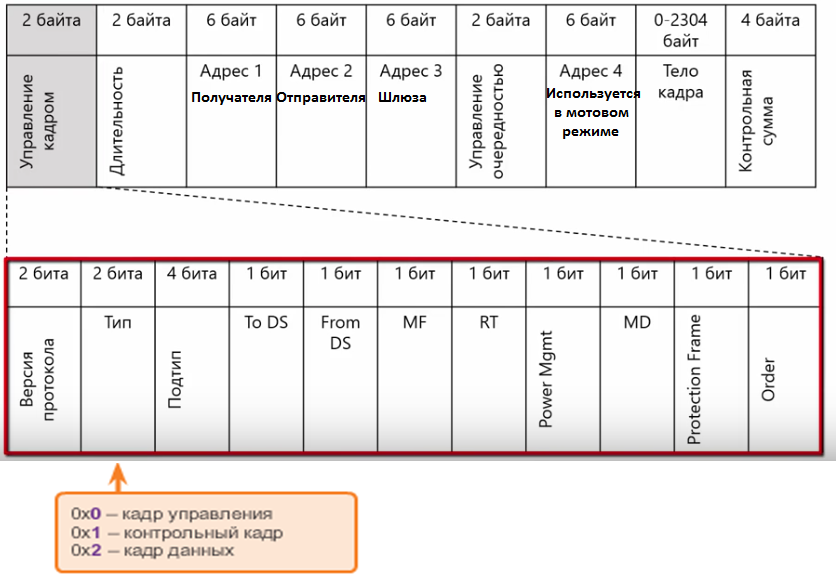 2 байта
2 байта
6 байт
6 байт
6 байт
2 байта
6 байт
0-2304
байт
4 байта
Управление
кадром
Длительность
Адрес 1
Получателя
Адрес 2
Отправителя
Адрес 3
Шлюза
Управление
очередностью
Адрес 4
Используется
в мотовом
режиме
Тело
кадра
Контрольная
сумма
2 бита
2 бита
4 бита
1 бит
1 бит
1 бит
1 бит
1 бит
1 бит
1 бит
1 бит
Версия
протокола
Тип
Подтип
To DS
From
DS
MF
RT
Power Mgmt
MD
Protection Frame
Order
0x0 – кадр управления
0x1 – контрольный кадр
0x2 – кадр данных